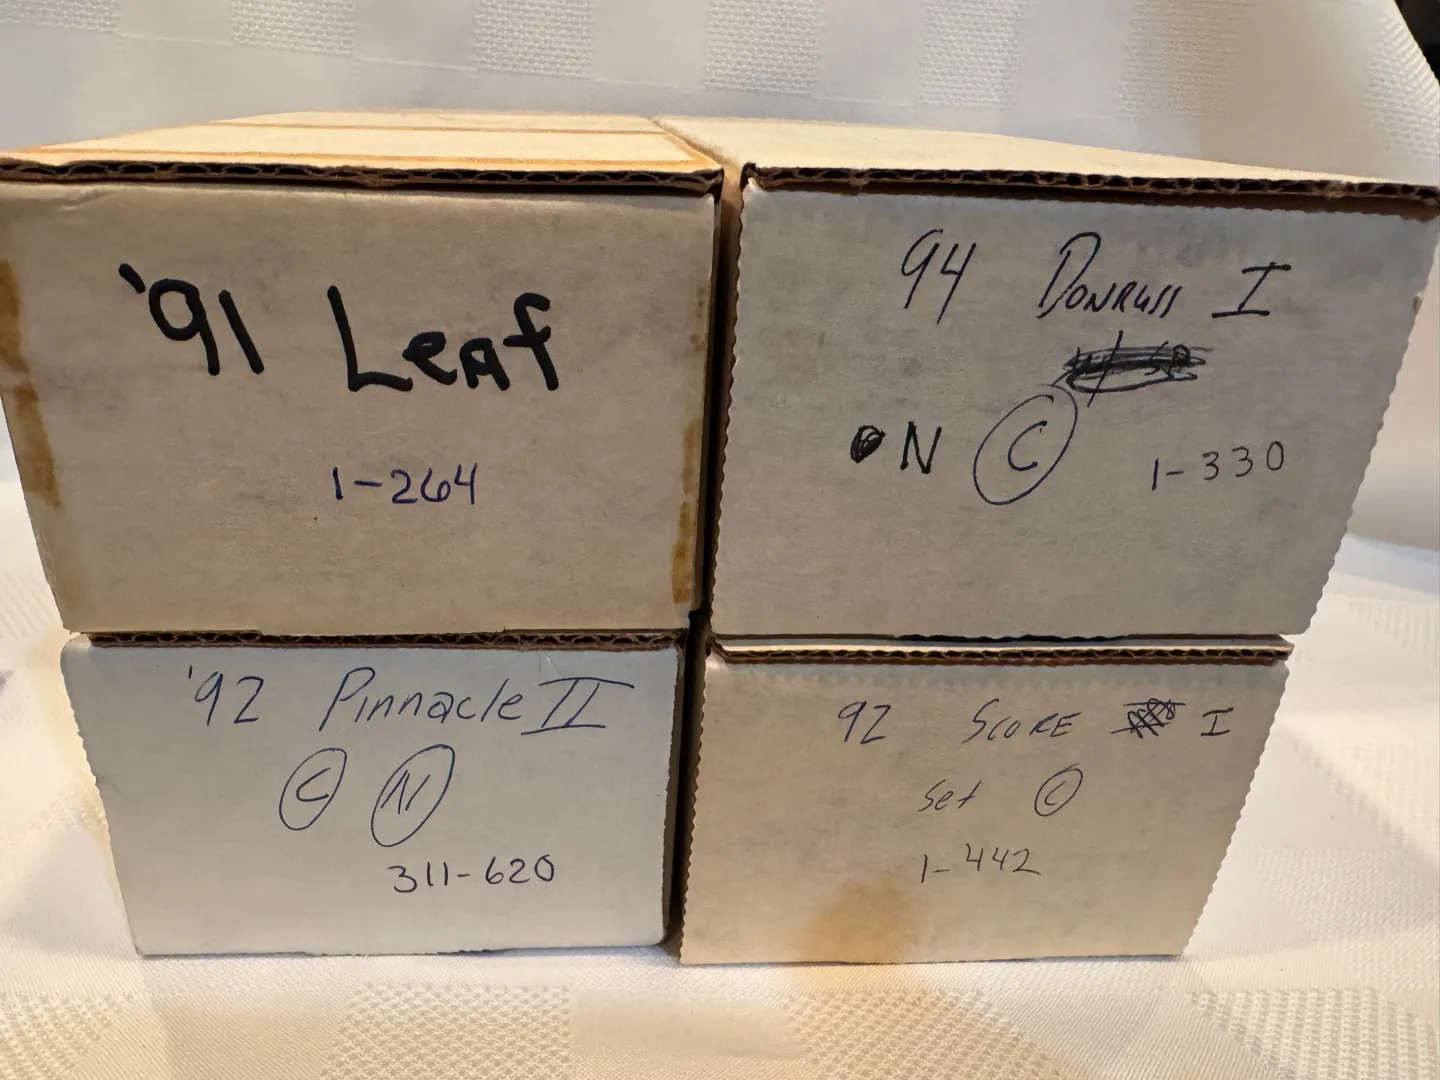 '91 Leaf
1-264
94 Donruss I
N C 1-330
'92 Pinnacle II
C N
311-620
92 SCORE I
Set C
1-442